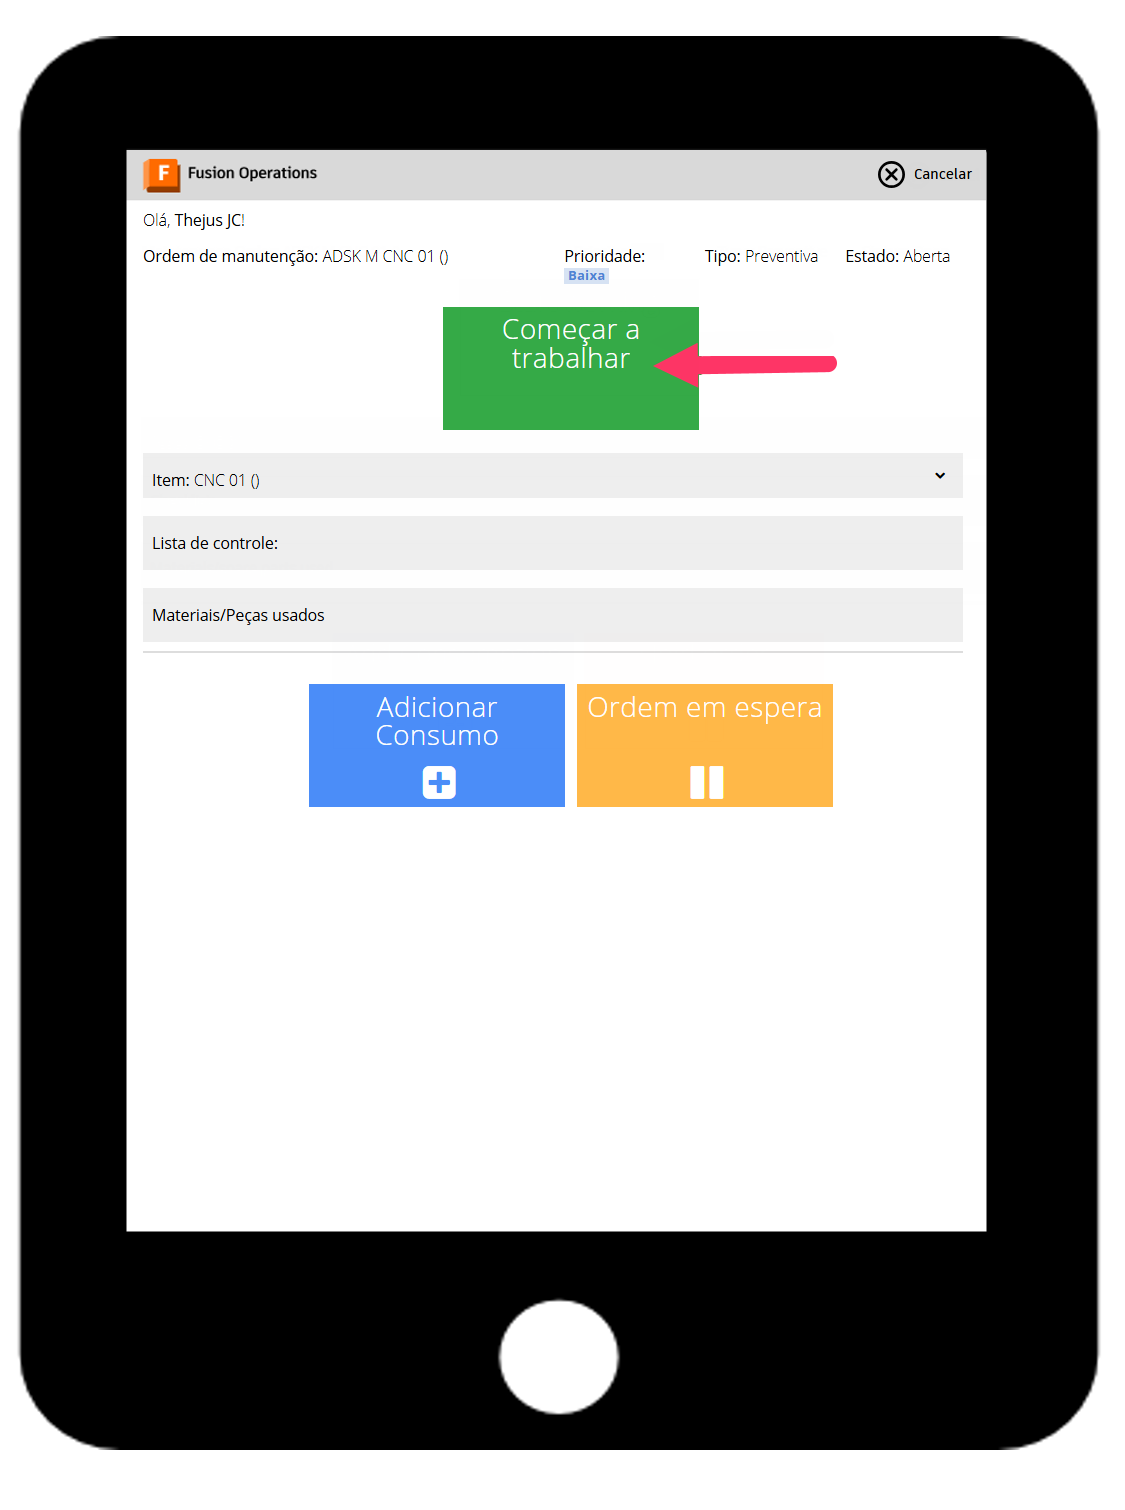 F Fusion Operations
Cancelar
Olá, Thejus JC!
Ordem de manutenção: ADSK M CNC 01 ()
Prioridade:
Baixa
Tipo: Preventiva
Estado: Aberta
Começar a
trabalhar
Item: CNC 01 ()
Lista de controle:
Materiais/Peças usados
Adicionar
Consumo
Ordem em espera